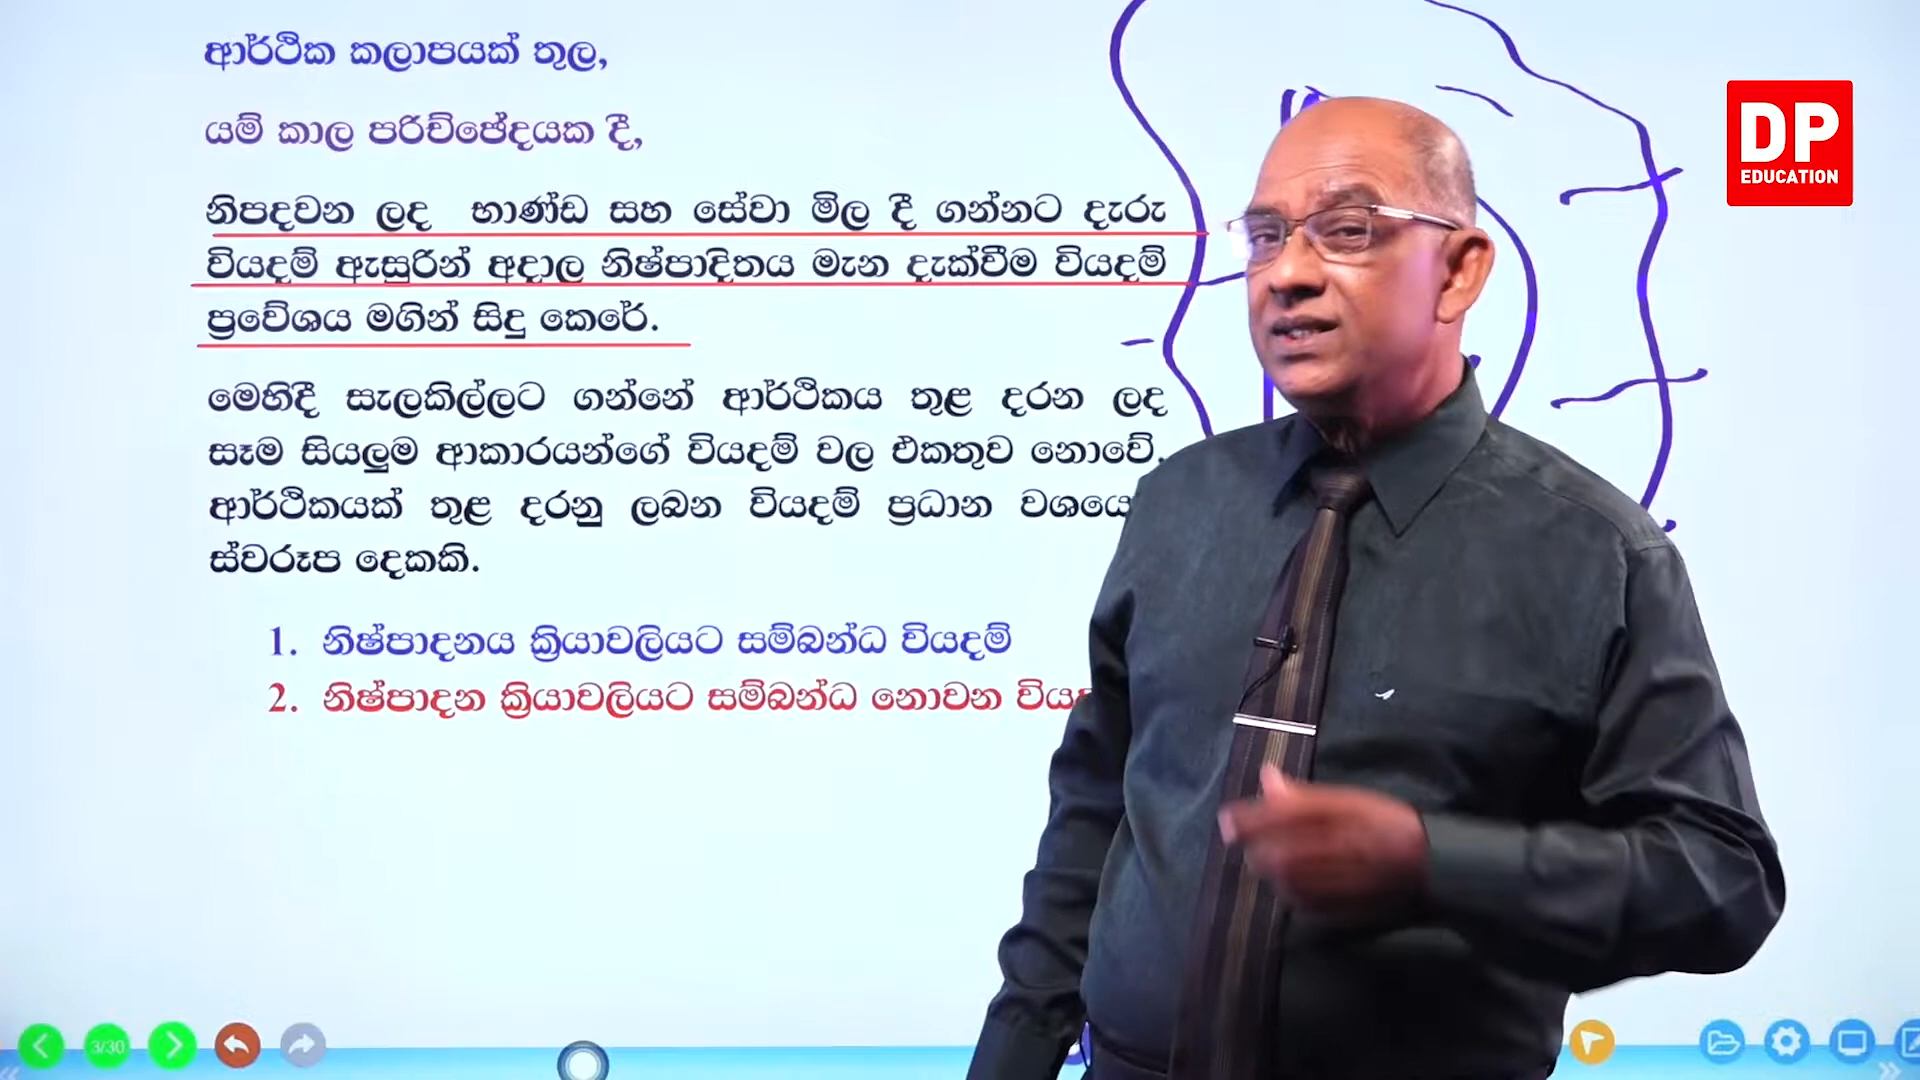 ආර්ථික කලාපයක් තුල,
යම් කාල පරිච්ඡේදයක දී,
නිපදවන ලද භාණ්ඩ සහ සේවා මිල දී ගන්නට දැරූ
වියදම් ඇසුරින් අදාල නිෂ්පාදිතය මැන දැක්වීම වියදම්
ප්‍රවේශය මගින් සිදු කෙරේ.
මෙහිදී සැලකිල්ලට ගන්නේ ආර්ථිකය තුළ දරන ලද
සෑම සියලුම ආකාරයන්ගේ වියදම් වල එකතුව නොවේ.
ආර්ථිකයක් තුළ දරනු ලබන වියදම් ප්‍රධාන
ස්වරූප දෙකකි.
1. නිෂ්පාදනය ක්‍රියාවලියට සම්බන්ධ වියදම්
2. නිෂ්පාදන ක්‍රියාවලියට සම්බන්ධ නොවන
DP
EDUCATION
3/30